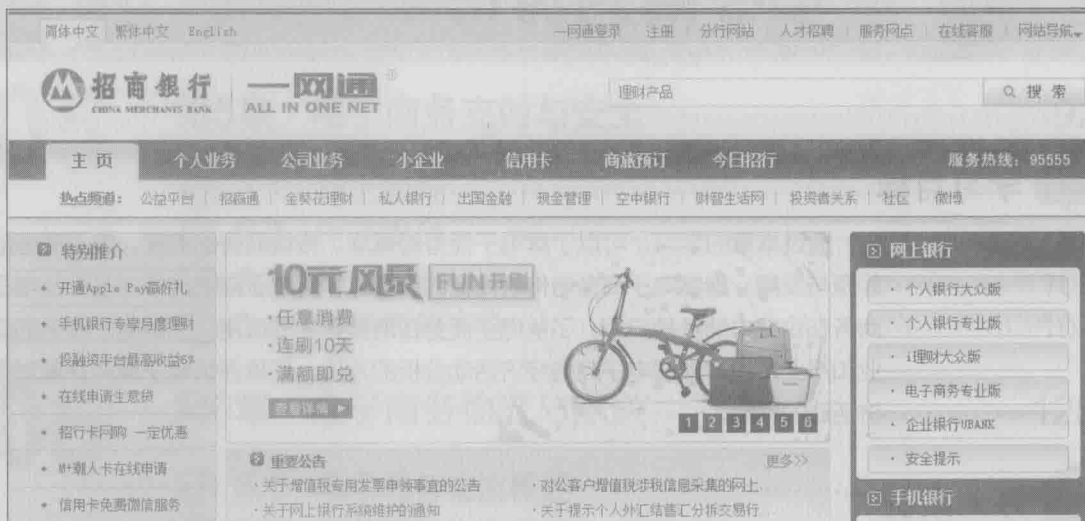 简体中文 繁体中文 English 一网通登录 注册 分行网站 人才招聘 服务网点 在线客服 网站导航
招商银行 一网通®
CHINA MERCHANTS BANK ALL IN ONE NET
理财产品 搜索
主页 个人业务 公司业务 小企业 信用卡 商旅预订 今日招行 服务热线：95555
热点频道： 公益平台 招赢通 金葵花理财 私人银行 出国金融 现金管理 空中银行 财智生活网 投资者关系 社区 微博
特别推介
开通Apple Pay赢好礼
手机银行专享月度理财
投融资平台最高收益6%
在线申请生意贷
招行卡网购 一定优惠
M+潮人卡在线申请
信用卡免费微信服务
10元风暴 FUN开刷
·任意消费
·连刷10天
·满额即兑
查看详情
1 2 3 4 5 6
重要公告 更多>>
·关于增值税专用发票申领事宜的公告 ·对公客户增值税涉税信息采集的网上
·关于网上银行系统维护的通知 ·关于提示个人外汇结售汇分拆交易行
网上银行
· 个人银行大众版
· 个人银行专业版
· i理财大众版
· 电子商务专业版
· 企业银行UBANK
· 安全提示
手机银行